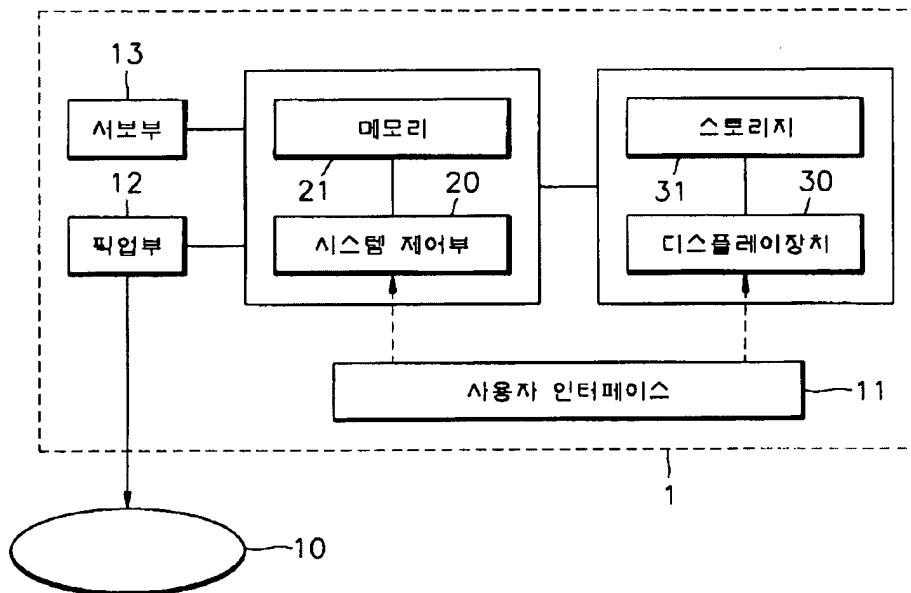 13
서보부
메모리
스토리지
21
20
31
30
12
픽업부
시스템 제어부
디스플레이장치
사용자 인터페이스
11
1
10